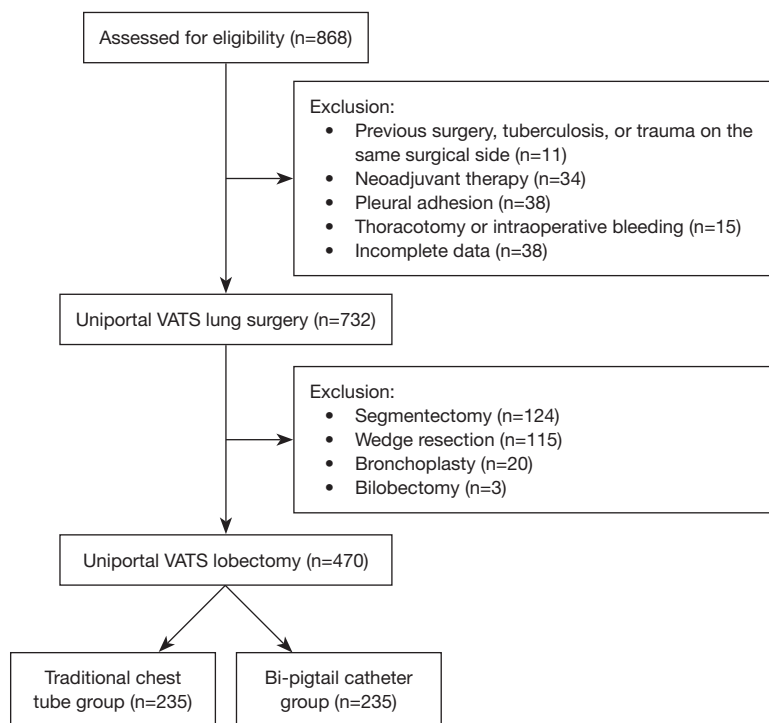 Assessed for eligibility (n=868)
Exclusion:
• Previous surgery, tuberculosis, or trauma on the
same surgical side (n=11)
• Neoadjuvant therapy (n=34)
• Pleural adhesion (n=38)
• Thoracotomy or intraoperative bleeding (n=15)
• Incomplete data (n=38)
Uniportal VATS lung surgery (n=732)
Exclusion:
• Segmentectomy (n=124)
• Wedge resection (n=115)
• Bronchoplasty (n=20)
• Bilobectomy (n=3)
Uniportal VATS lobectomy (n=470)
Traditional chest
tube group (n=235)
Bi-pigtail catheter
group (n=235)